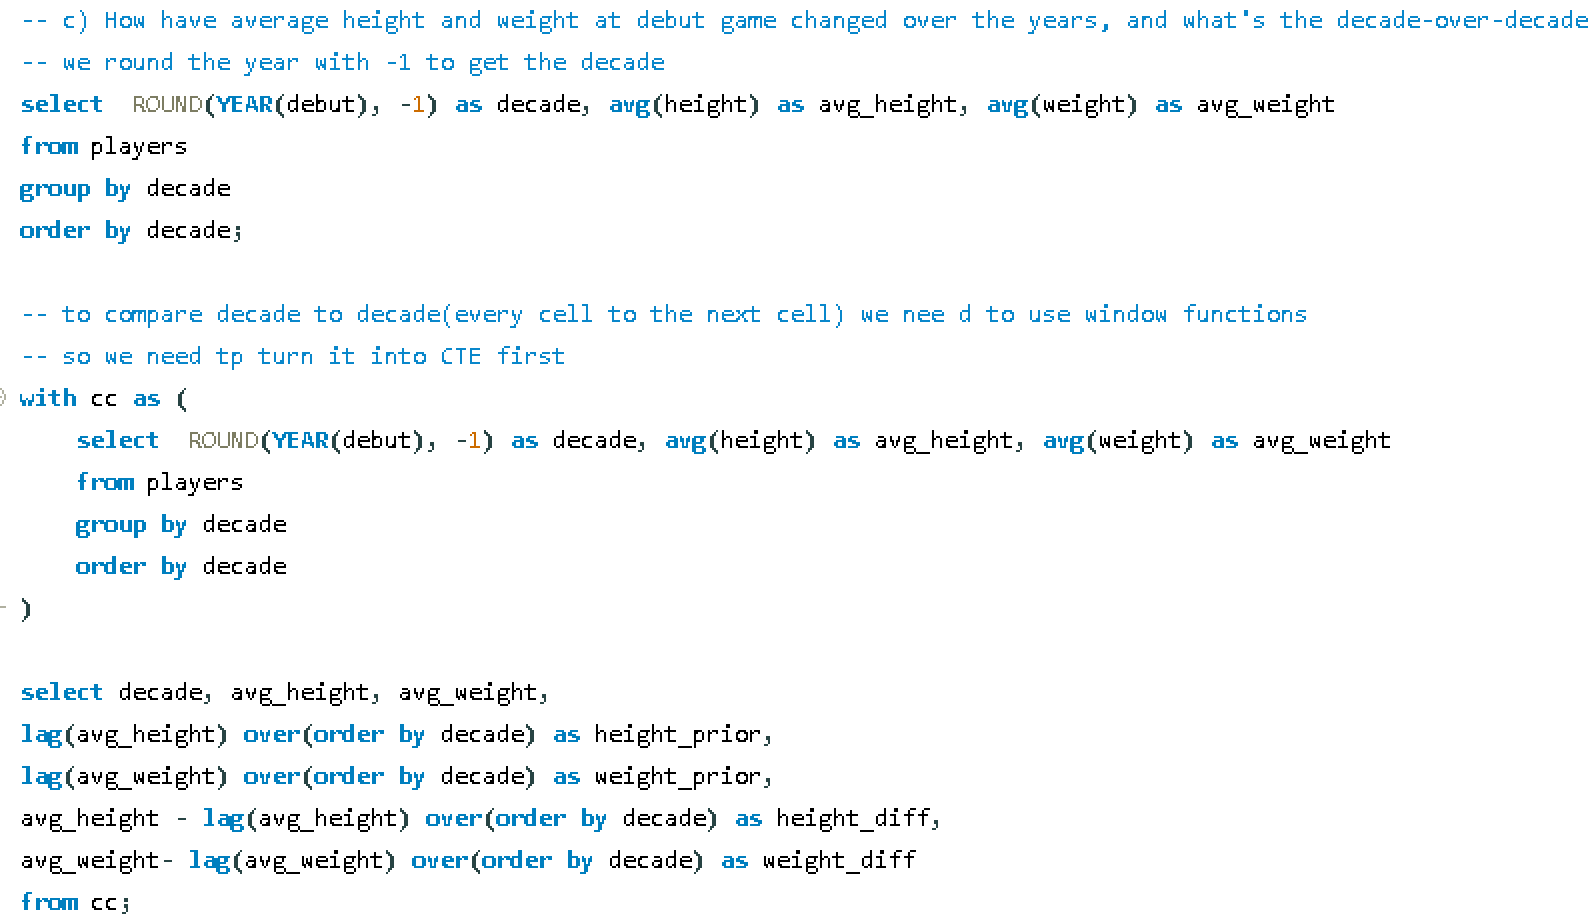 -- c) How have average height and weight at debut game changed over the years, and what's the decade-over-decade
-- we round the year with -1 to get the decade
select  ROUND(YEAR(debut), -1) as decade, avg(height) as avg_height, avg(weight) as avg_weight
from players
group by decade
order by decade;
-- to compare decade to decade(every cell to the next cell) we nee d to use window functions
-- so we need tp turn it into CTE first
with cc as (
select  ROUND(YEAR(debut), -1) as decade, avg(height) as avg_height, avg(weight) as avg_weight
from players
group by decade
order by decade
)
select decade, avg_height, avg_weight,
lag(avg_height) over(order by decade) as height_prior,
lag(avg_weight) over(order by decade) as weight_prior,
avg_height - lag(avg_height) over(order by decade) as height_diff,
avg_weight- lag(avg_weight) over(order by decade) as weight_diff
from cc;